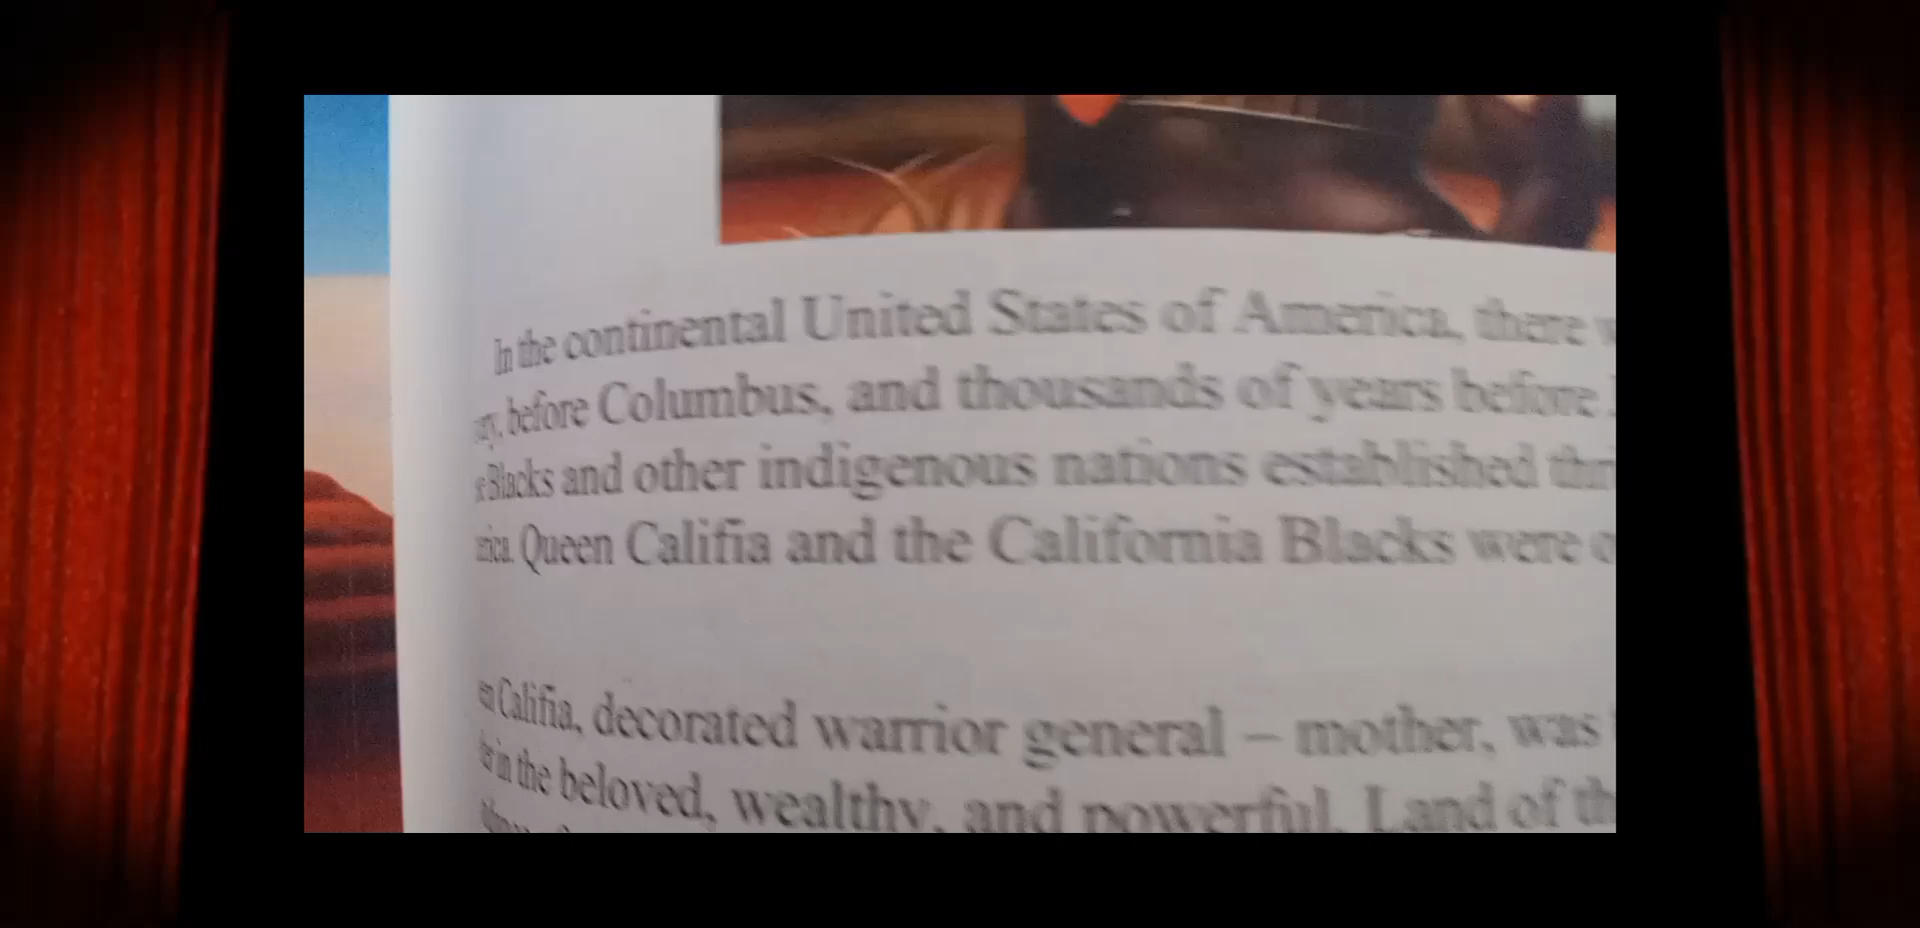 In the continental United States of America, there
before Columbus, and thousands of years before
Blacks and other indigenous nations established
Queen Califia and the California Blacks were
Califia, decorated warrior general – mother, was
in the beloved, wealthy, and powerful. Land of